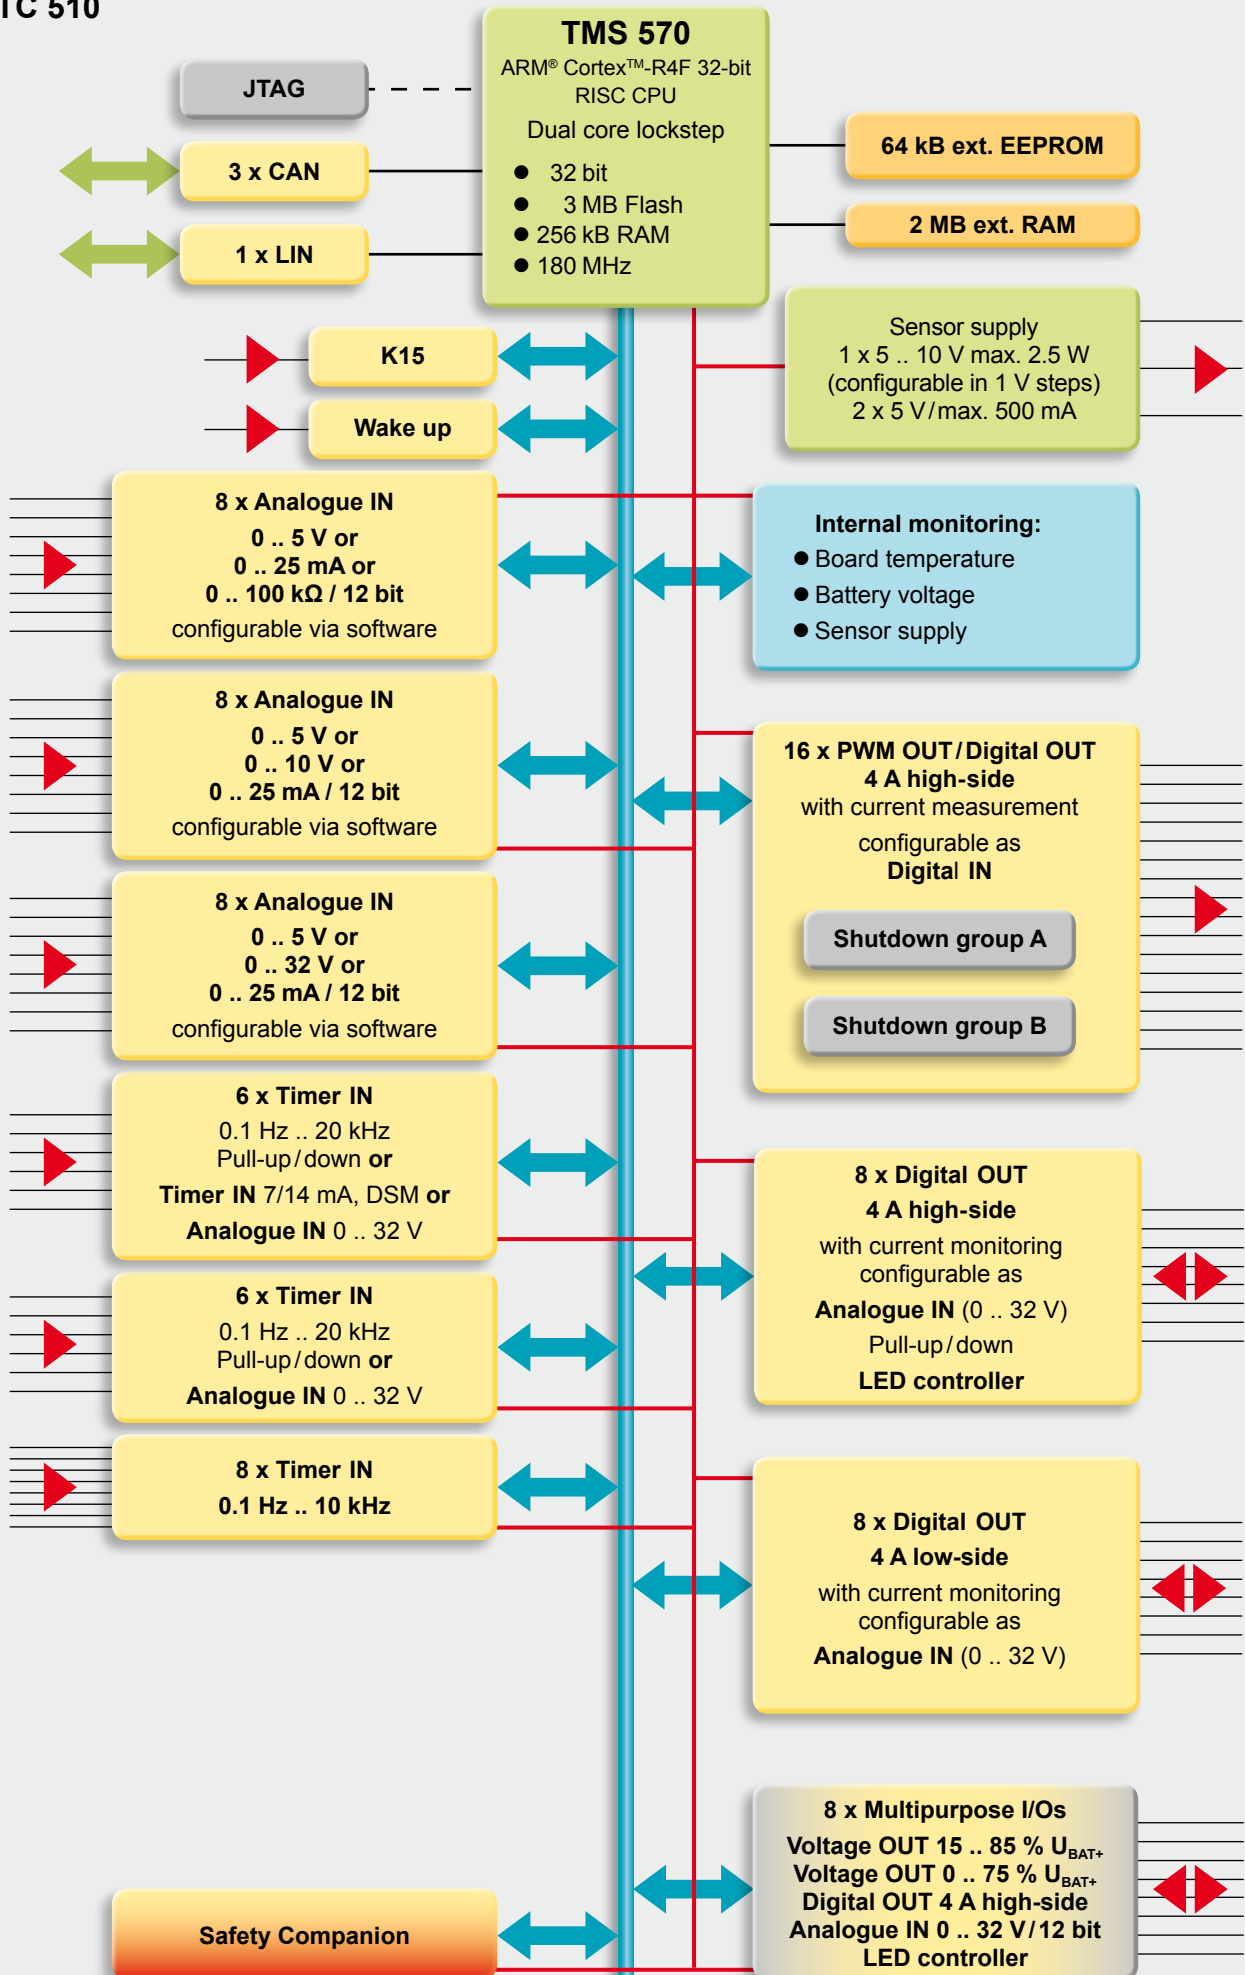 TC 510
TMS 570
ARM® Cortex™-R4F 32-bit
RISC CPU
Dual core lockstep
● 32 bit
● 3 MB Flash
● 256 kB RAM
● 180 MHz
JTAG
3 x CAN
1 x LIN
64 kB ext. EEPROM
2 MB ext. RAM
Sensor supply
1 x 5 .. 10 V max. 2.5 W
(configurable in 1 V steps)
2 x 5 V/max. 500 mA
K15
Wake up
8 x Analogue IN
0 .. 5 V or
0 .. 25 mA or
0 .. 100 kΩ / 12 bit
configurable via software
Internal monitoring:
● Board temperature
● Battery voltage
● Sensor supply
8 x Analogue IN
0 .. 5 V or
0 .. 10 V or
0 .. 25 mA / 12 bit
configurable via software
16 x PWM OUT/Digital OUT
4 A high-side
with current measurement
configurable as
Digital IN
Shutdown group A
Shutdown group B
8 x Analogue IN
0 .. 5 V or
0 .. 32 V or
0 .. 25 mA / 12 bit
configurable via software
6 x Timer IN
0.1 Hz .. 20 kHz
Pull-up/down or
Timer IN 7/14 mA, DSM or
Analogue IN 0 .. 32 V
8 x Digital OUT
4 A high-side
with current monitoring
configurable as
Analogue IN (0 .. 32 V)
Pull-up/down
LED controller
6 x Timer IN
0.1 Hz .. 20 kHz
Pull-up/down or
Analogue IN 0 .. 32 V
8 x Timer IN
0.1 Hz .. 10 kHz
8 x Digital OUT
4 A low-side
with current monitoring
configurable as
Analogue IN (0 .. 32 V)
8 x Multipurpose I/Os
Voltage OUT 15 .. 85 % UBAT+
Voltage OUT 0 .. 75 % UBAT+
Digital OUT 4 A high-side
Analogue IN 0 .. 32 V/12 bit
LED controller
Safety Companion